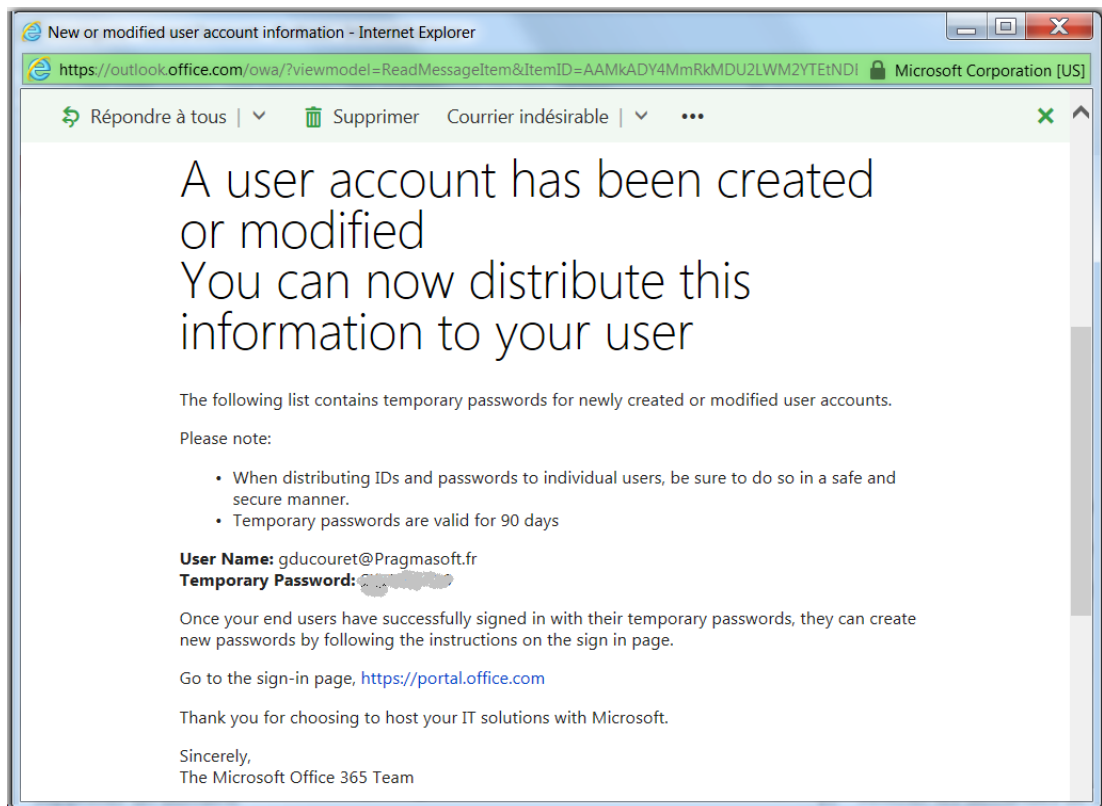 New or modified user account information - Internet Explorer
https://outlook.office.com/owa/?viewmodel=ReadMessageItem&ItemID=AAMkADY4MmRkMDU2LWM2YTEtNDI Microsoft Corporation [US]
Répondre à tous | Supprimer Courrier indésirable | •••
A user account has been created
or modified
You can now distribute this
information to your user
The following list contains temporary passwords for newly created or modified user accounts.
Please note:
• When distributing IDs and passwords to individual users, be sure to do so in a safe and
secure manner.
• Temporary passwords are valid for 90 days
User Name: gducouret@Pragmasoft.fr
Temporary Password:
Once your end users have successfully signed in with their temporary passwords, they can create
new passwords by following the instructions on the sign in page.
Go to the sign-in page, https://portal.office.com
Thank you for choosing to host your IT solutions with Microsoft.
Sincerely,
The Microsoft Office 365 Team